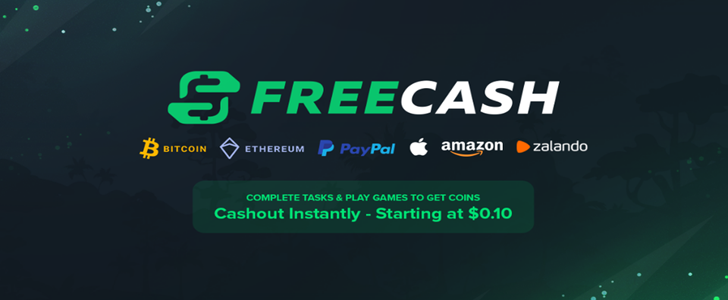 FREECASH
BITCOIN ETHEREUM PayPal amazon zalando
COMPLETE TASKS & PLAY GAMES TO GET COINS
Cashout Instantly - Starting at $0.10